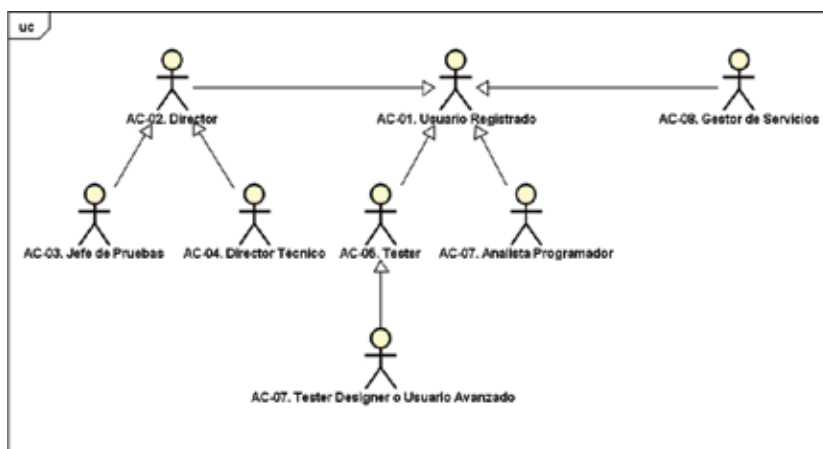 uc
AC-02. Director
AC-01. Usuario Registrado
AC-08. Gestor de Servicios
AC-03. Jefe de Pruebas
AC-04. Director Técnico
AC-05. Tester
AC-07. Analista Programador
AC-07. Tester Designer o Usuario Avanzado